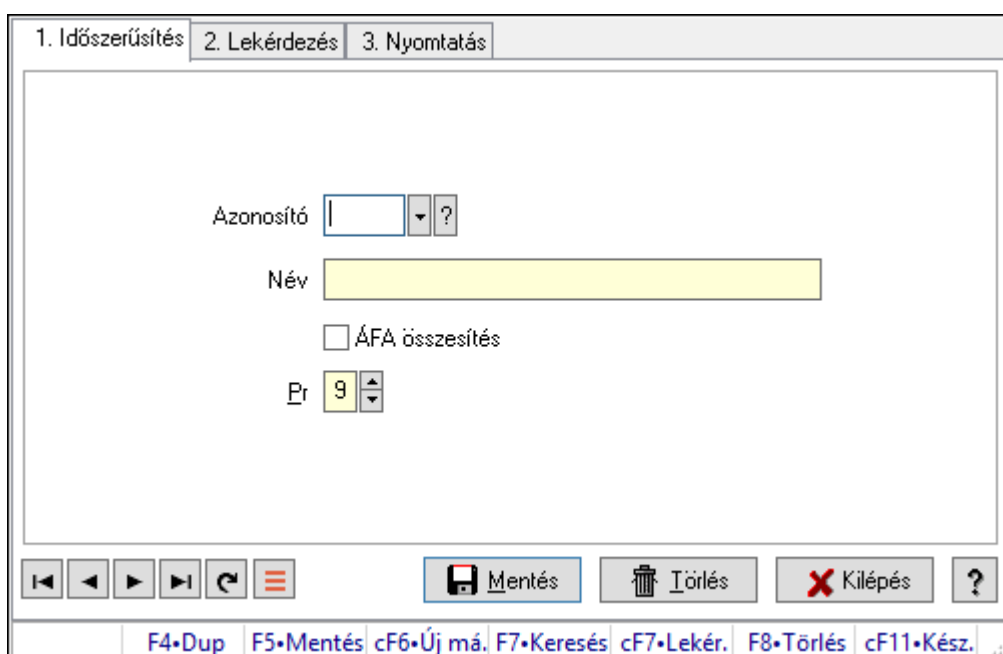 1. Időszerűsítés 2. Lekérdezés 3. Nyomtatás
Azonosító ?
Név
ÁFA összesítés
Pr 9
Mentés Törlés Kilépés ?
F4•Dup F5•Mentés cF6•Új má. F7•Keresés cF7•Lekér. F8•Törlés cF11•Kész.